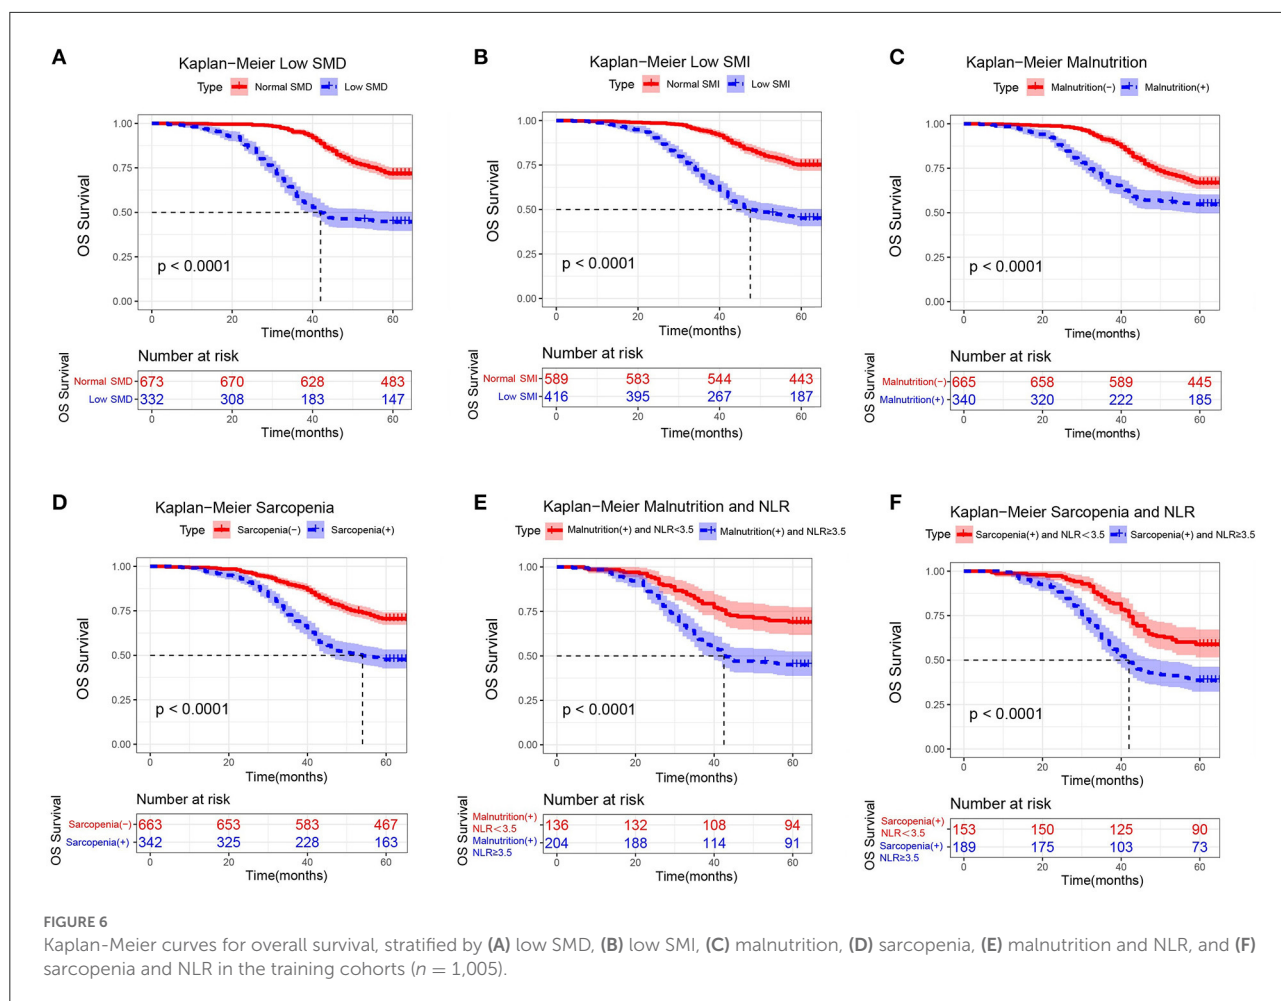 A
Kaplan−Meier Low SMD
Type Normal SMD Low SMD
1.00
0.75
0.50
0.25
0.00
OS Survival
p < 0.0001
0 20 40 60
Time(months)
Number at risk
OS Survival
Normal SMD 673 670 628 483
Low SMD 332 308 183 147
0 20 40 60
Time(months)
B
Kaplan−Meier Low SMI
Type Normal SMI Low SMI
1.00
0.75
0.50
0.25
0.00
OS Survival
p < 0.0001
0 20 40 60
Time(months)
Number at risk
OS Survival
Normal SMI 589 583 544 443
Low SMI 416 395 267 187
0 20 40 60
Time(months)
C
Kaplan−Meier Malnutrition
Type Malnutrition(−) Malnutrition(+)
1.00
0.75
0.50
0.25
0.00
OS Survival
p < 0.0001
0 20 40 60
Time(months)
Number at risk
OS Survival
Malnutrition(−) 665 658 589 445
Malnutrition(+) 340 320 222 185
0 20 40 60
Time(months)
D
Kaplan−Meier Sarcopenia
Type Sarcopenia(−) Sarcopenia(+)
1.00
0.75
0.50
0.25
0.00
OS Survival
p < 0.0001
0 20 40 60
Time(months)
Number at risk
OS Survival
Sarcopenia(−) 663 653 583 467
Sarcopenia(+) 342 325 228 163
0 20 40 60
Time(months)
E
Kaplan−Meier Malnutrition and NLR
Type Malnutrition(+) and NLR<3.5 Malnutrition(+) and NLR≥3.5
1.00
0.75
0.50
0.25
0.00
OS Survival
p < 0.0001
0 20 40 60
Time(months)
Number at risk
OS Survival
Malnutrition(+)
NLR<3.5 136 132 108 94
Malnutrition(+)
NLR≥3.5 204 188 114 91
0 20 40 60
Time(months)
F
Kaplan−Meier Sarcopenia and NLR
Type Sarcopenia(+) and NLR<3.5 Sarcopenia(+) and NLR≥3.5
1.00
0.75
0.50
0.25
0.00
OS Survival
p < 0.0001
0 20 40 60
Time(months)
Number at risk
OS Survival
Sarcopenia(+)
NLR<3.5 153 150 125 90
Sarcopenia(+)
NLR≥3.5 189 175 103 73
0 20 40 60
Time(months)
FIGURE 6
Kaplan-Meier curves for overall survival, stratified by (A) low SMD, (B) low SMI, (C) malnutrition, (D) sarcopenia, (E) malnutrition and NLR, and (F)
sarcopenia and NLR in the training cohorts (n = 1,005).